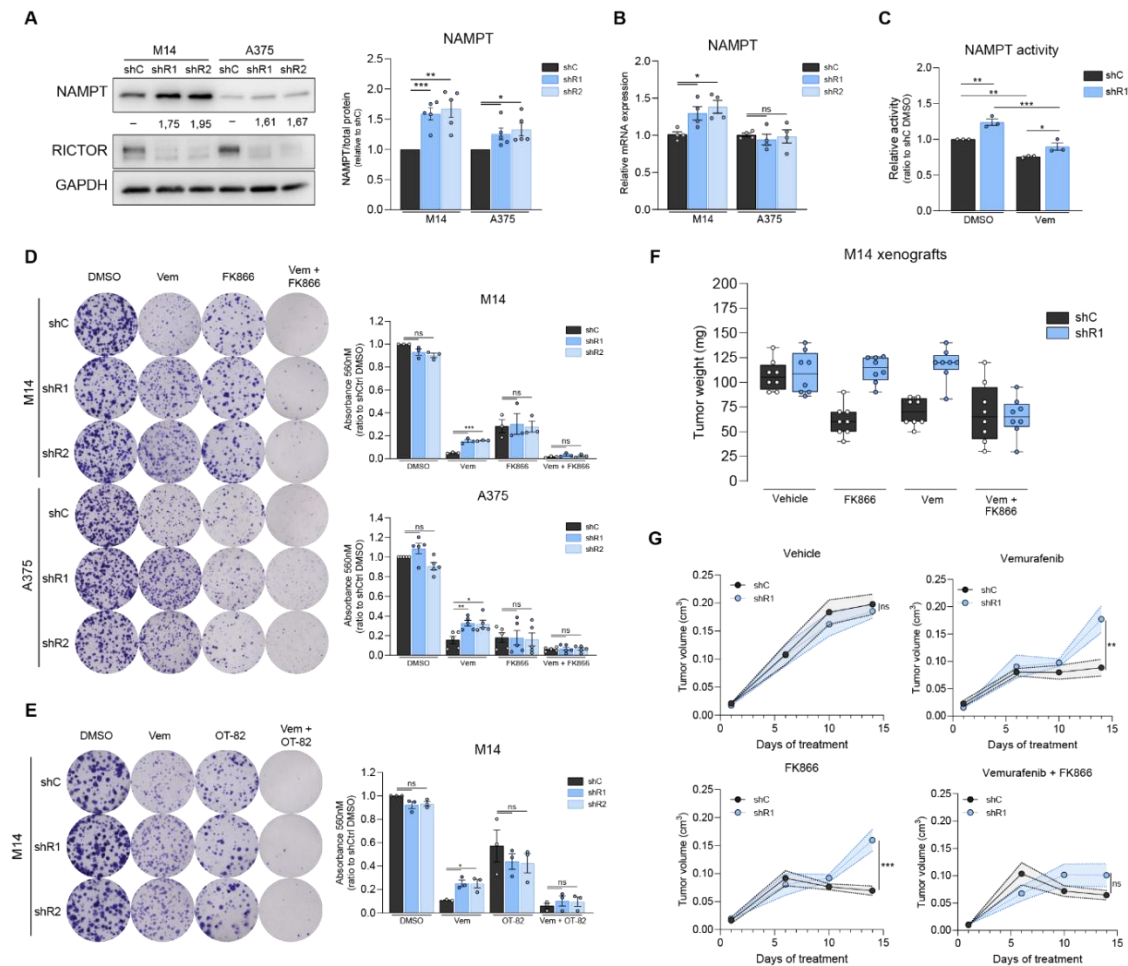 A
M14 A375
shC shR1 shR2 shC shR1 shR2
NAMPT
– 1,75 1,95 – 1,61 1,67
RICTOR
GAPDH
NAMPT
shC
shR1
shR2
NAMPT/total protein
(relative to shC)
2.0
1.5
1.0
0.5
0.0
*** ** *
M14 A375
B
NAMPT
shC
shR1
shR2
Relative mRNA expression
2.0
1.5
1.0
0.5
0.0
* ns
M14 A375
C
NAMPT activity
shC
shR1
Relative activity
(ratio to shC DMSO)
2.0
1.5
1.0
0.5
0.0
** ** *** *
DMSO Vem
D
DMSO Vem FK866 Vem +
FK866
M14
shC
shR1
shR2
A375
shC
shR1
shR2
M14
shC
shR1
shR2
Absorbance 560nM
(ratio to shCtrl DMSO)
1.2
1.0
0.8
0.6
0.4
0.2
0.0
ns *** ns ns
DMSO Vem FK866 Vem + FK866
A375
shC
shR1
shR2
Absorbance 560nM
(ratio to shCtrl DMSO)
1.4
1.2
1.0
0.8
0.6
0.4
0.2
0.0
ns ** * ns ns
DMSO Vem FK866 Vem + FK866
E
DMSO Vem OT-82 Vem +
OT-82
M14
shC
shR1
shR2
M14
shC
shR1
shR2
Absorbance 560nM
(ratio to shCtrl DMSO)
1.2
1.0
0.8
0.6
0.4
0.2
0.0
ns * ns ns
DMSO Vem OT-82 Vem + OT-82
F
M14 xenografts
shC
shR1
Tumor weight (mg)
200
175
150
125
100
75
50
25
0
Vehicle FK866 Vem Vem +
FK866
G
Vehicle
shC
shR1
Tumor volume (cm³)
0.25
0.20
0.15
0.10
0.05
0.00
ns
0 5 10 15
Days of treatment
Vemurafenib
shC
shR1
Tumor volume (cm³)
0.25
0.20
0.15
0.10
0.05
0.00
**
0 5 10 15
Days of treatment
FK866
shC
shR1
Tumor volume (cm³)
0.25
0.20
0.15
0.10
0.05
0.00
***
0 5 10 15
Days of treatment
Vemurafenib + FK866
shC
shR1
Tumor volume (cm³)
0.25
0.20
0.15
0.10
0.05
0.00
ns
0 5 10 15
Days of treatment